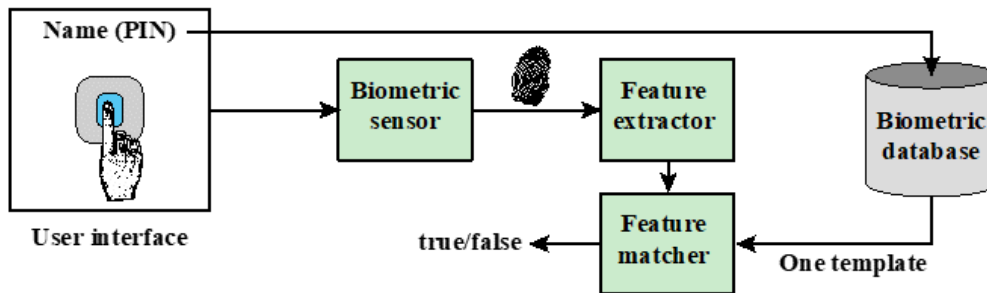 Name (PIN)
Biometric
sensor
Feature
extractor
Biometric
database
User interface
true/false
Feature
matcher
One template